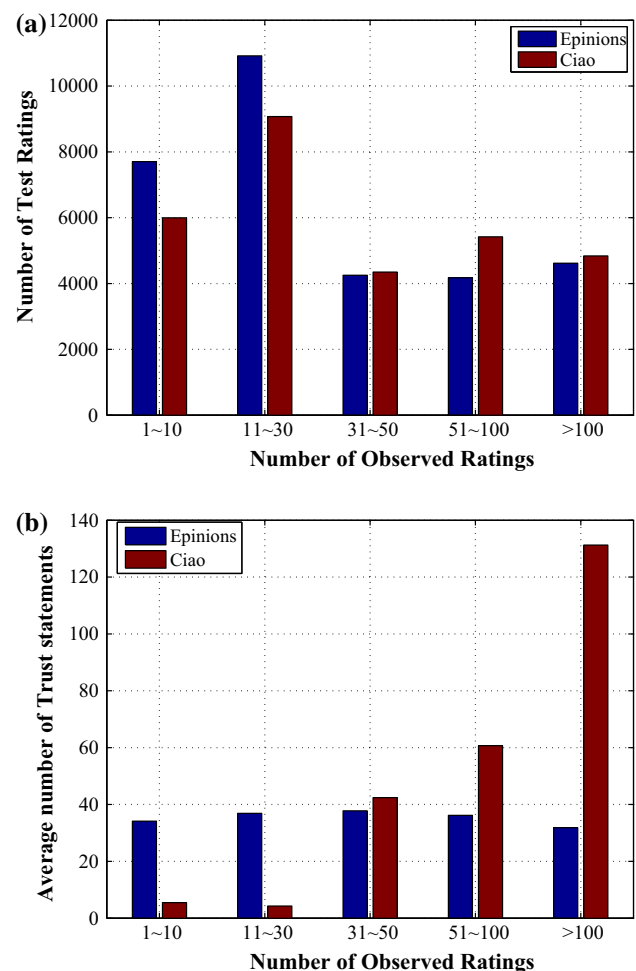 (a)
12000
10000
8000
6000
4000
2000
0
Number of Test Ratings
Epinions
Ciao
1~10 11~30 31~50 51~100 >100
Number of Observed Ratings
(b)
140
120
100
80
60
40
20
0
Average number of Trust statements
Epinions
Ciao
1~10 11~30 31~50 51~100 >100
Number of Observed Ratings